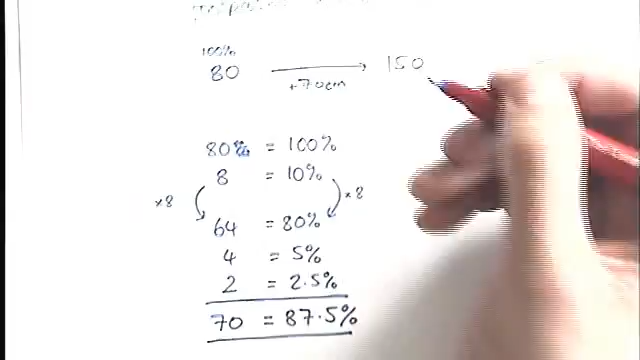 100%
80 +70cm 150
80% = 100%
8 = 10%
×8 ×8
64 = 80%
4 = 5%
2 = 2.5%
70 = 87.5%